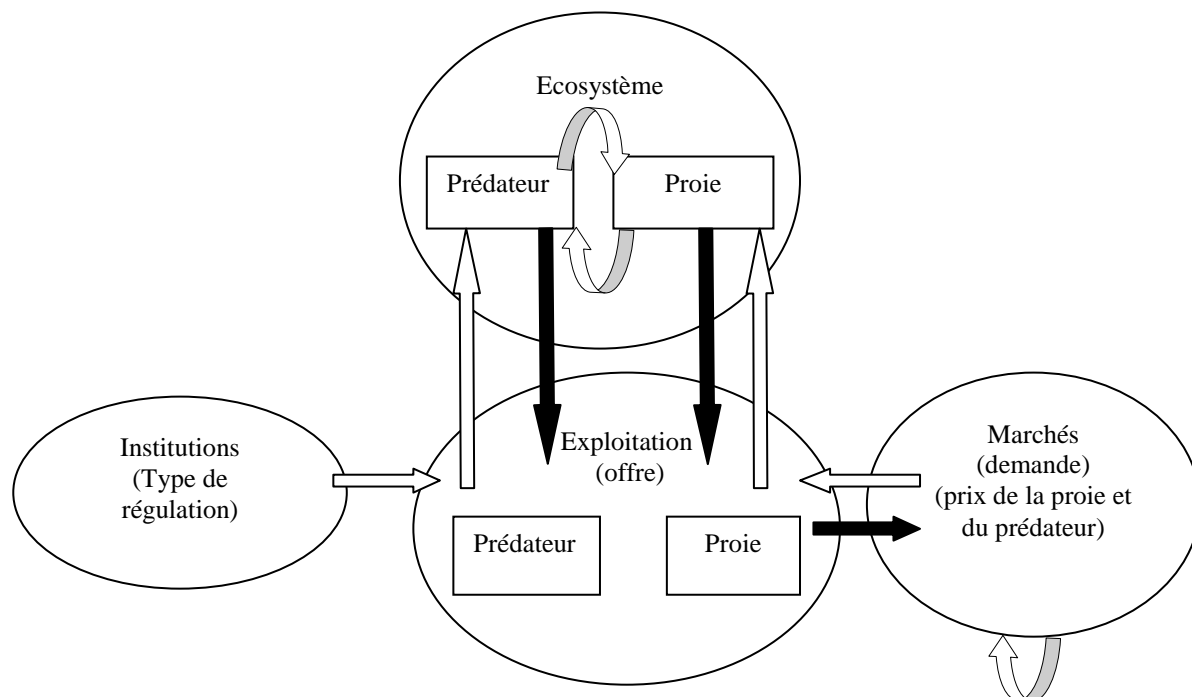 Ecosystème
Prédateur
Proie
Exploitation
(offre)
Institutions
(Type de
régulation)
Marchés
(demande)
(prix de la proie et
du prédateur)
Prédateur
Proie